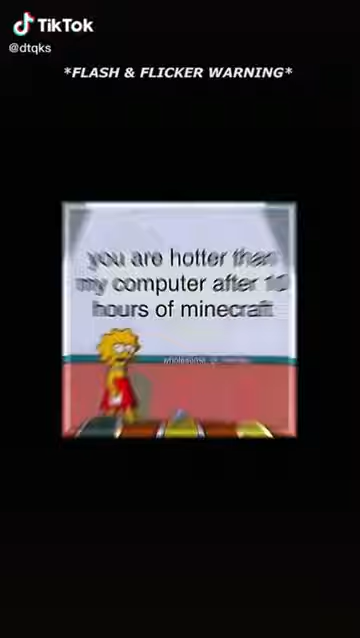 TikTok
@dtqks
*FLASH & FLICKER WARNING*
you are hotter than
my computer after 10
hours of minecraft